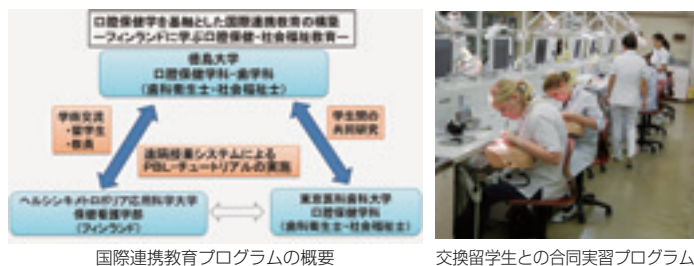 口腔保健学を基軸とした国際連携教育の構築
―フィンランドに学ぶ口腔保健・社会福祉教育―
徳島大学
口腔保健学科・歯学科
(歯科衛生士・社会福祉士)
学術交流
・留学生
・教員
学生間の
共同研究
遠隔授業システムによる
PBL-チュートリアルの実施
ヘルシンキメトロポリア応用科学大学
保健看護学部
(フィンランド)
東京医科歯科大学
口腔保健学科
(歯科衛生士・社会福祉士)
国際連携教育プログラムの概要
交換留学生との合同実習プログラム